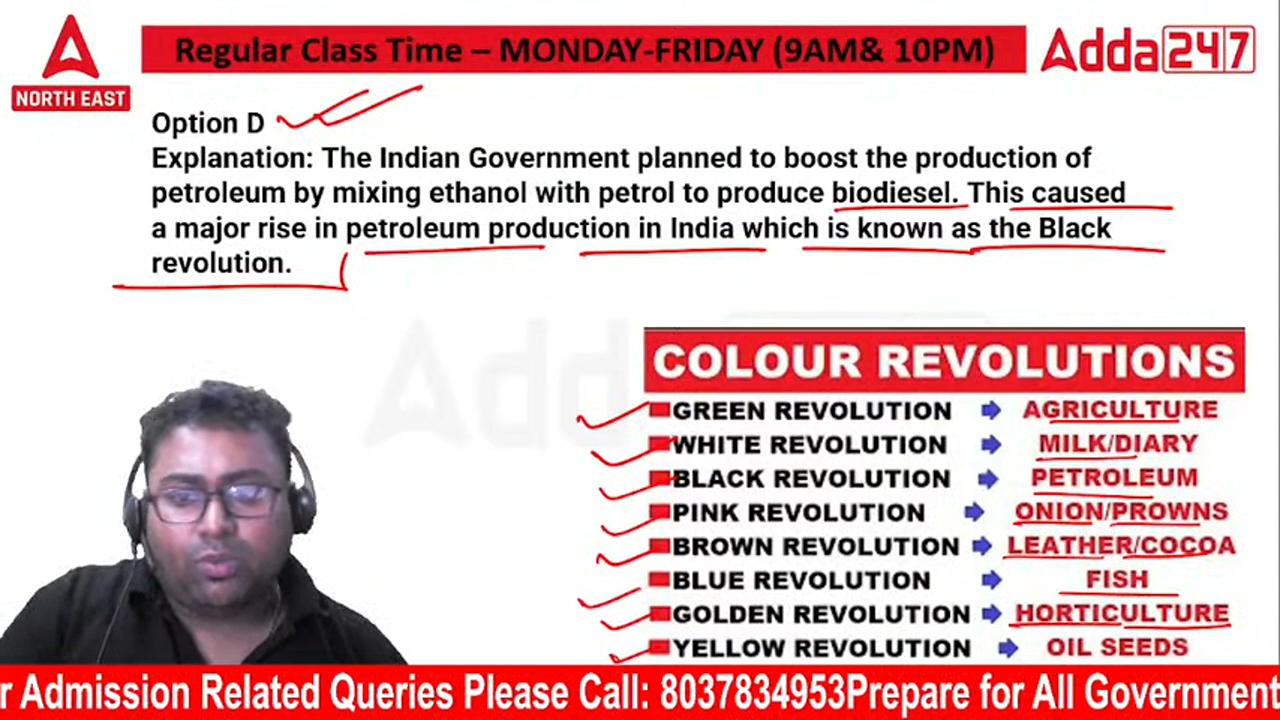 Regular Class Time – MONDAY-FRIDAY (9AM& 10PM)
Adda 247
NORTH EAST
Option D
Explanation: The Indian Government planned to boost the production of
petroleum by mixing ethanol with petrol to produce biodiesel. This caused
a major rise in petroleum production in India which is known as the Black
revolution.
Adda
COLOUR REVOLUTIONS
GREEN REVOLUTION AGRICULTURE
WHITE REVOLUTION MILK/DIARY
BLACK REVOLUTION PETROLEUM
PINK REVOLUTION ONION/PROWNS
BROWN REVOLUTION LEATHER/COCOA
BLUE REVOLUTION FISH
GOLDEN REVOLUTION HORTICULTURE
YELLOW REVOLUTION OIL SEEDS
r Admission Related Queries Please Call: 8037834953Prepare for All Government